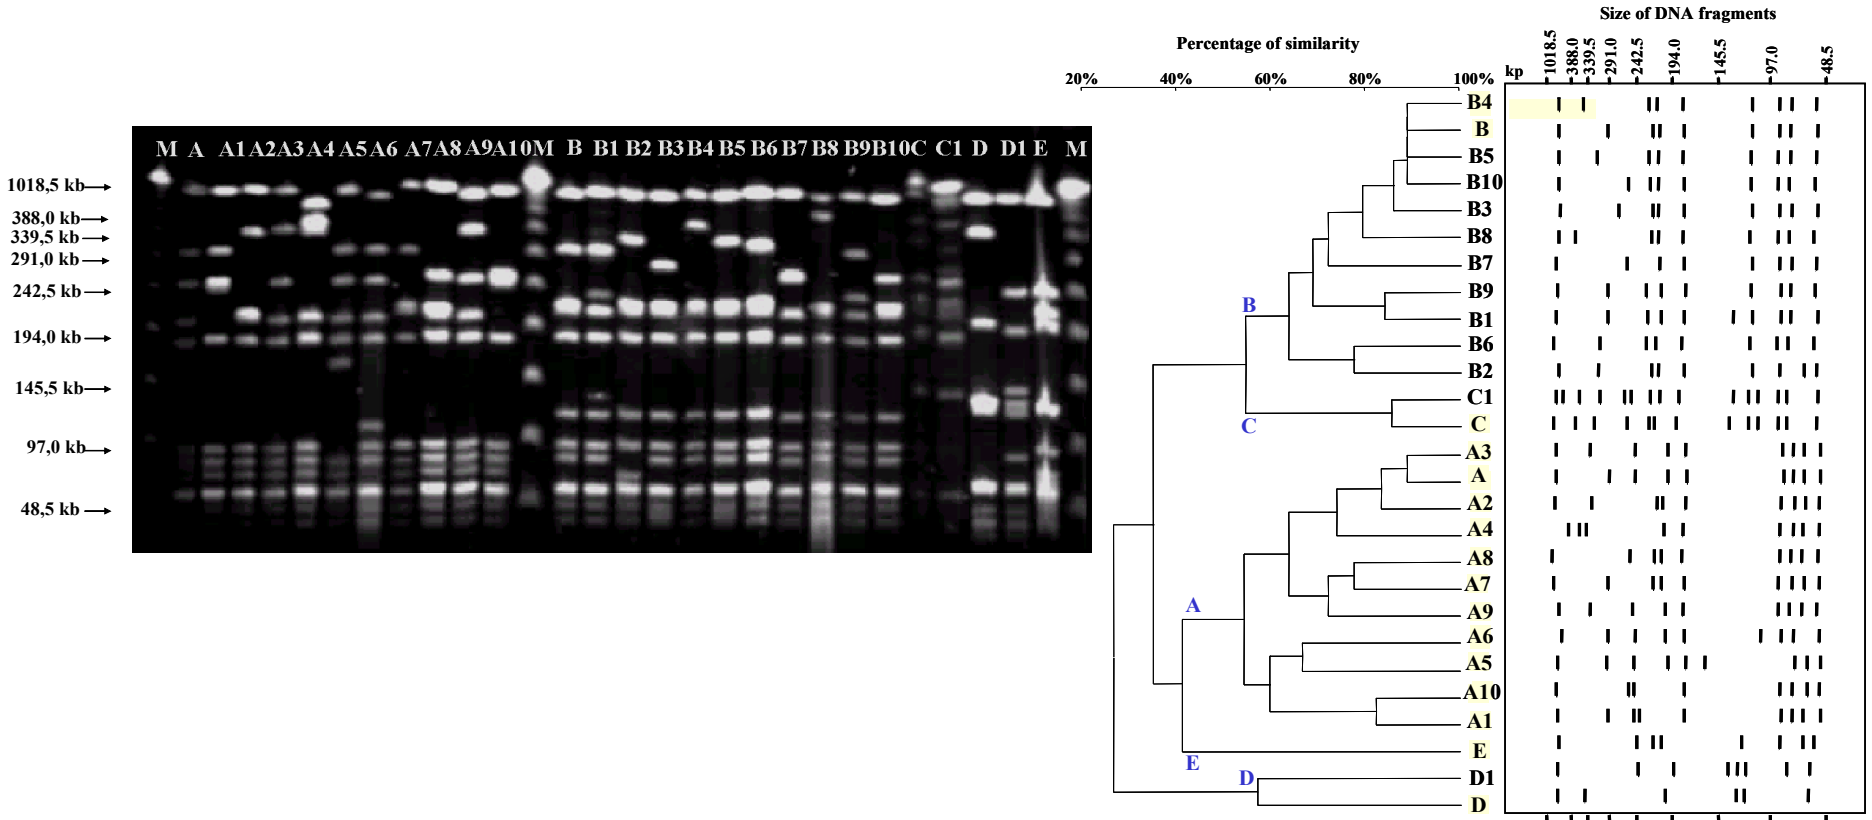 Size of DNA fragments
Percentage of similarity
kp 1018.5 388.0 339.5 291.0 242.5 194.0 145.5 97.0 48.5
20% 40% 60% 80% 100%
M A A1 A2 A3 A4 A5 A6 A7 A8 A9 A10 M B B1 B2 B3 B4 B5 B6 B7 B8 B9 B10 C C1 D D1 E M
1018,5 kb
388,0 kb
339,5 kb
291,0 kb
242,5 kb
194,0 kb
145,5 kb
97,0 kb
48,5 kb
B4
B
B5
B10
B3
B8
B7
B9
B
B1
B6
B2
C1
C
C
A3
A
A2
A4
A8
A7
A
A9
A6
A5
A10
A1
E
E
D
D1
D